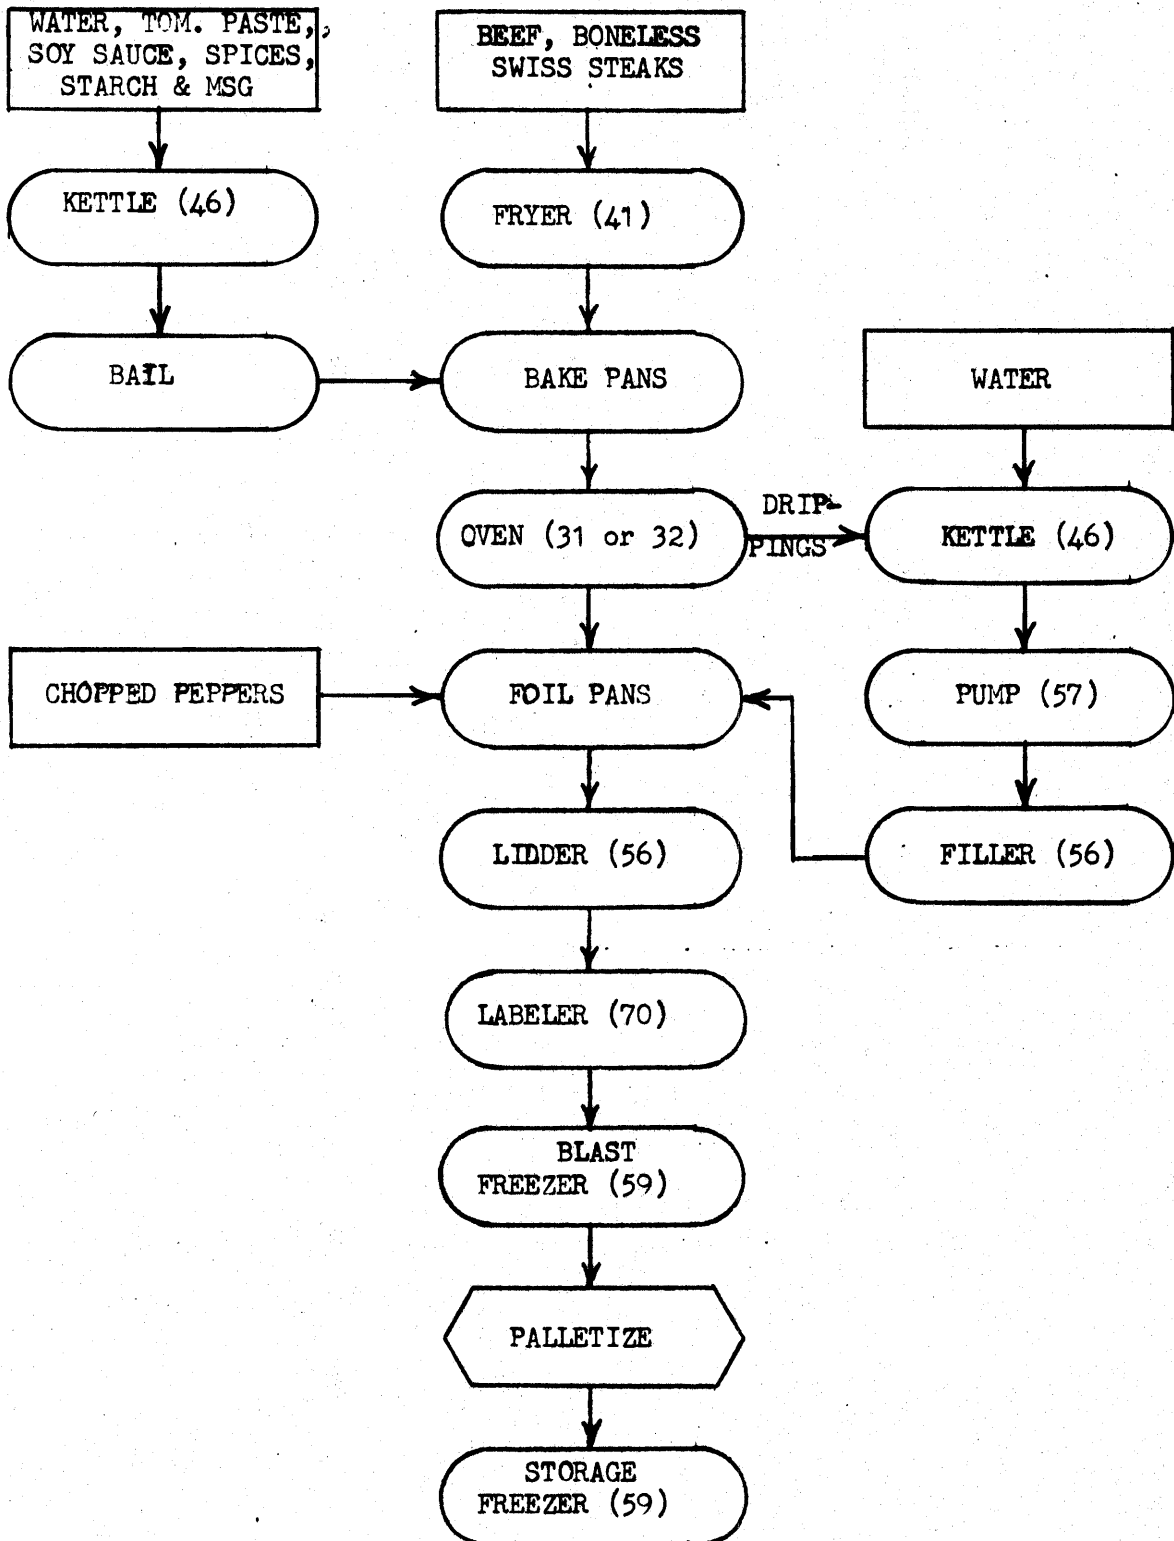 WATER, TOM. PASTE,
SOY SAUCE, SPICES,
STARCH & MSG
BEEF, BONELESS
SWISS STEAKS
KETTLE (46)
FRYER (41)
BAIL
BAKE PANS
WATER
OVEN (31 or 32)
DRIP-
PINGS
KETTLE (46)
CHOPPED PEPPERS
FOIL PANS
PUMP (57)
LIDDER (56)
FILLER (56)
LABELER (70)
BLAST
FREEZER (59)
PALLETIZE
STORAGE
FREEZER (59)